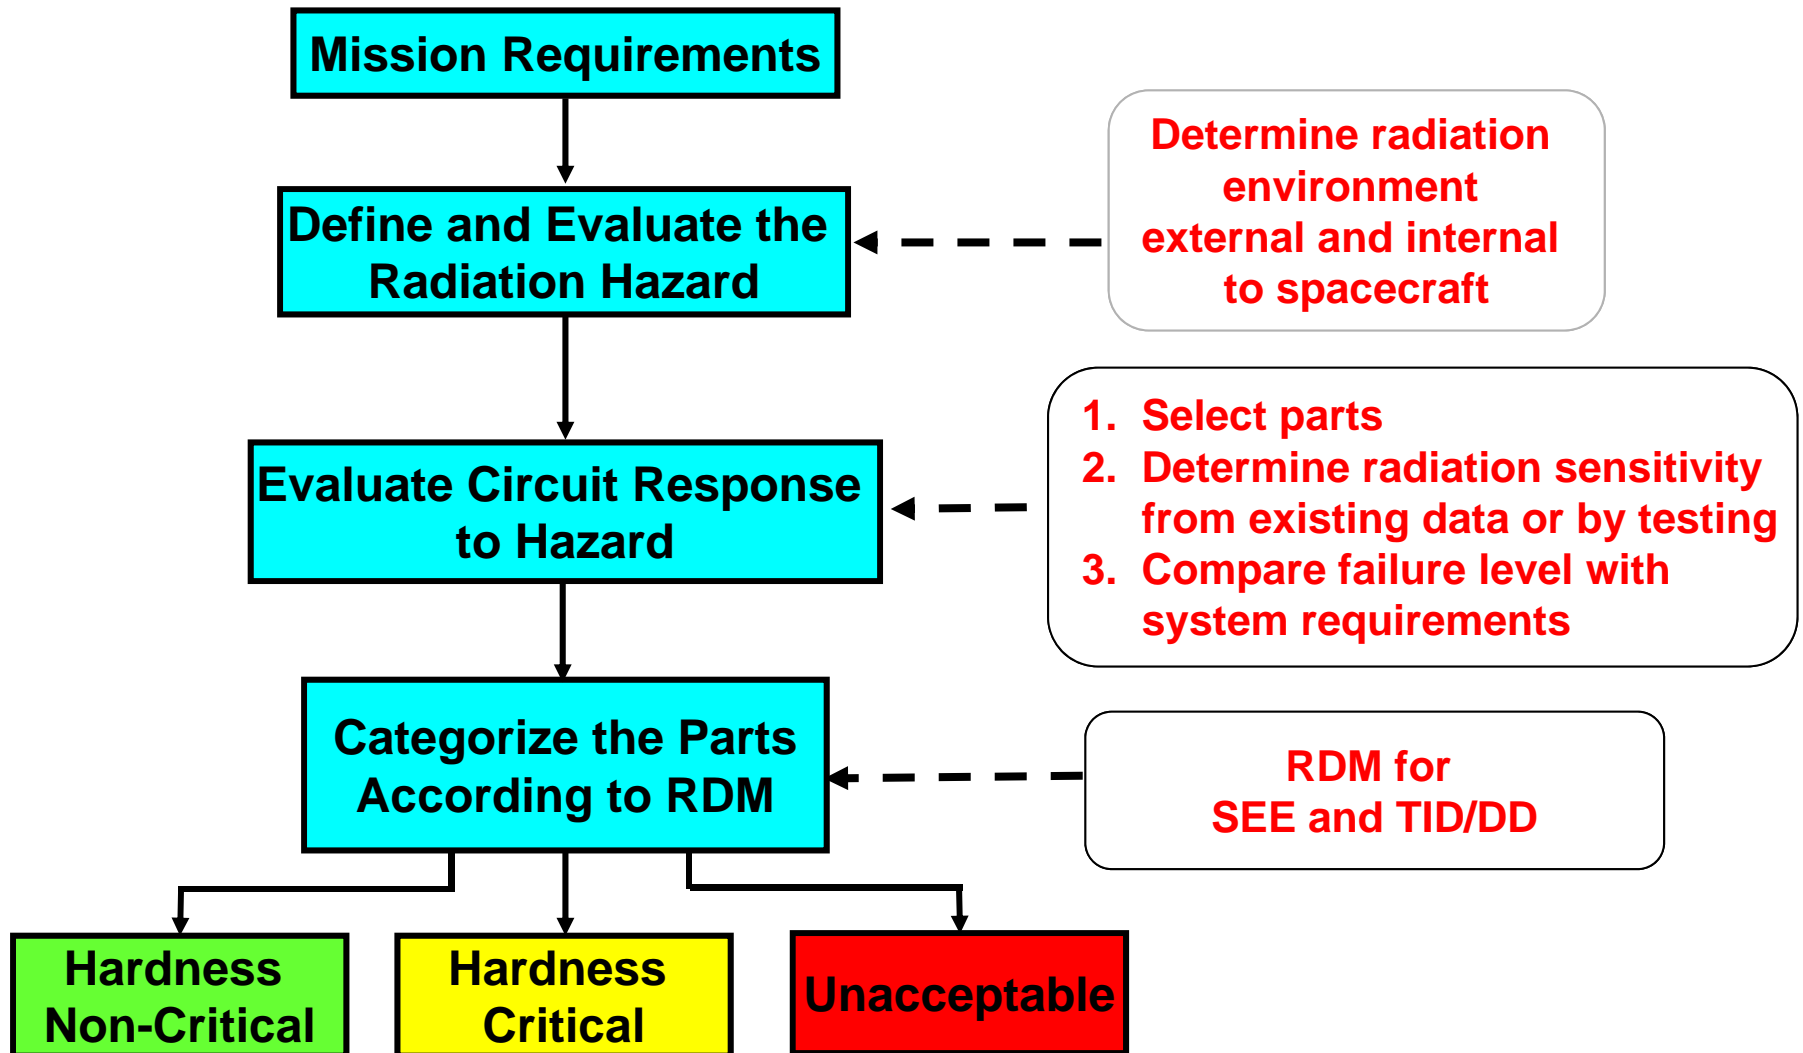 Mission Requirements
Determine radiation
environment
external and internal
to spacecraft
Define and Evaluate the
Radiation Hazard
1. Select parts
2. Determine radiation sensitivity
from existing data or by testing
3. Compare failure level with
system requirements
Evaluate Circuit Response
to Hazard
Categorize the Parts
According to RDM
RDM for
SEE and TID/DD
Hardness
Non-Critical
Hardness
Critical
Unacceptable